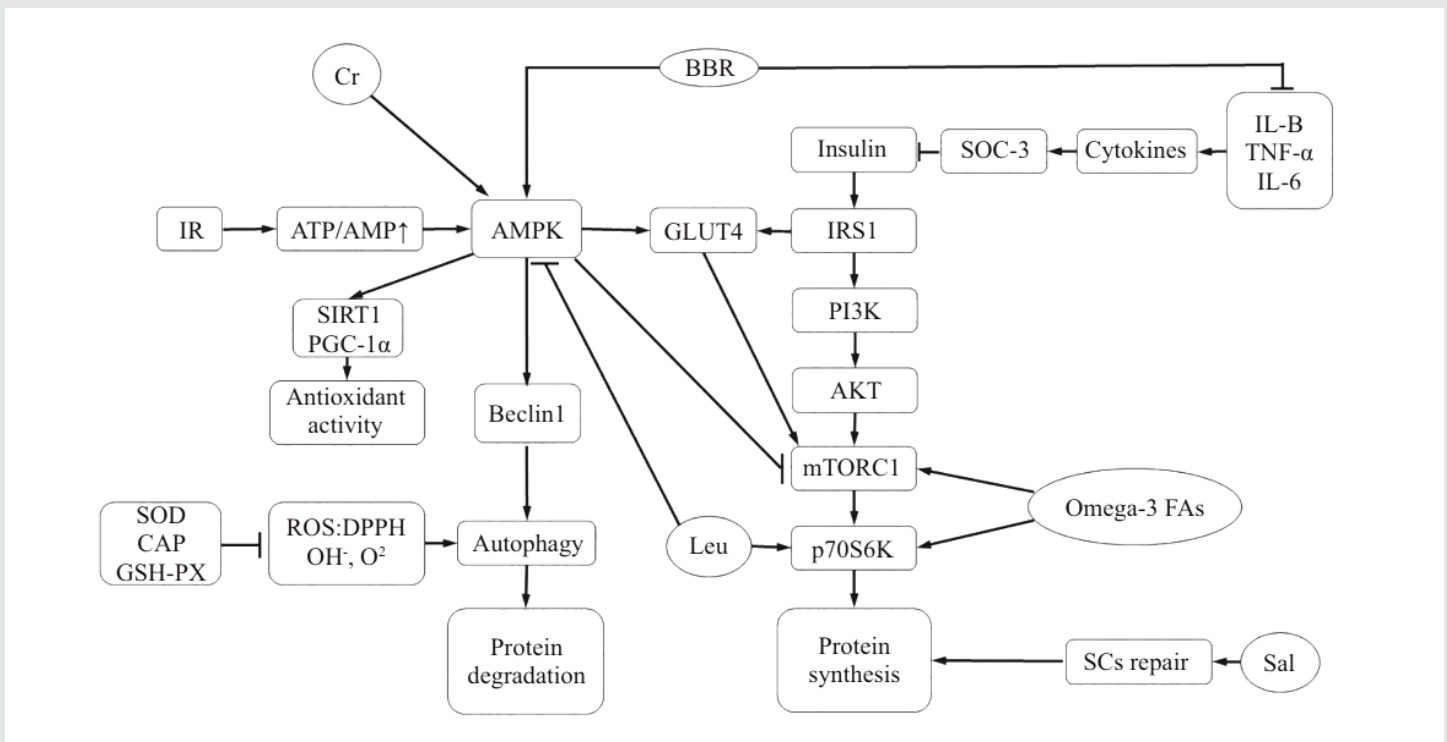 Cr
BBR
IL-B
TNF-α
IL-6
Insulin
SOC-3
Cytokines
IR
ATP/AMP↑
AMPK
GLUT4
IRS1
SIRT1
PGC-1α
PI3K
Antioxidant
activity
Beclin1
AKT
mTORC1
Omega-3 FAs
SOD
CAP
GSH-PX
ROS:DPPH
OH⁻, O²
Autophagy
Leu
p70S6K
Protein
degradation
Protein
synthesis
SCs repair
Sal